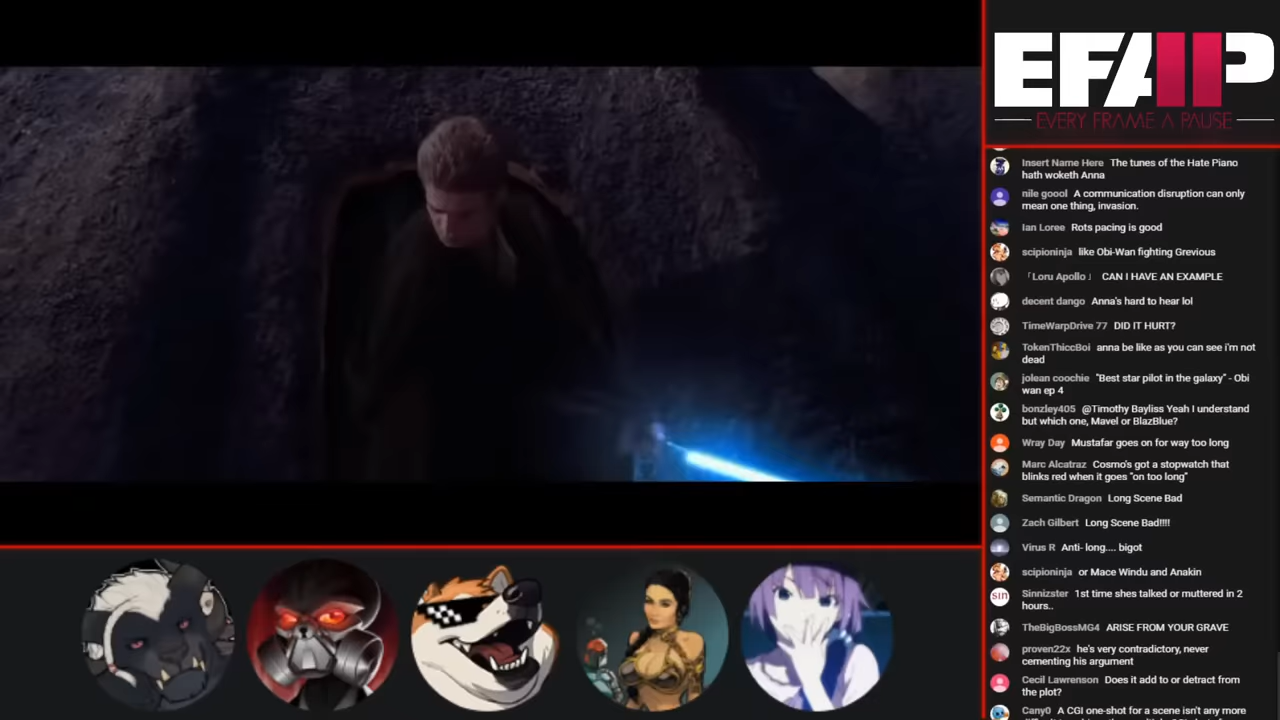 EFAP
EVERY FRAME A PAUSE
Insert Name Here The tunes of the Hate Piano
hath woketh Anna
nile goool A communication disruption can only
mean one thing, invasion.
Ian Loree Rots pacing is good
scipioninja like Obi-Wan fighting Grevious
「Loru Apollo」 CAN I HAVE AN EXAMPLE
decent dango Anna's hard to hear lol
TimeWarpDrive 77 DID IT HURT?
TokenThiccBoi anna be like as you can see i'm not
dead
jolean coochie "Best star pilot in the galaxy" - Obi
wan ep 4
bonzley405 @Timothy Bayliss Yeah I understand
but which one, Mavel or BlazBlue?
Wray Day Mustafar goes on for way too long
Marc Alcatraz Cosmo's got a stopwatch that
blinks red when it goes "on too long"
Semantic Dragon Long Scene Bad
Zach Gilbert Long Scene Bad!!!!
Virus R Anti- long.... bigot
scipioninja or Mace Windu and Anakin
sin
Sinnizster 1st time shes talked or muttered in 2
hours..
TheBigBossMG4 ARISE FROM YOUR GRAVE
proven22x he's very contradictory, never
cementing his argument
Cecil Lawrenson Does it add to or detract from
the plot?
Cany0 A CGI one-shot for a scene isn't any more